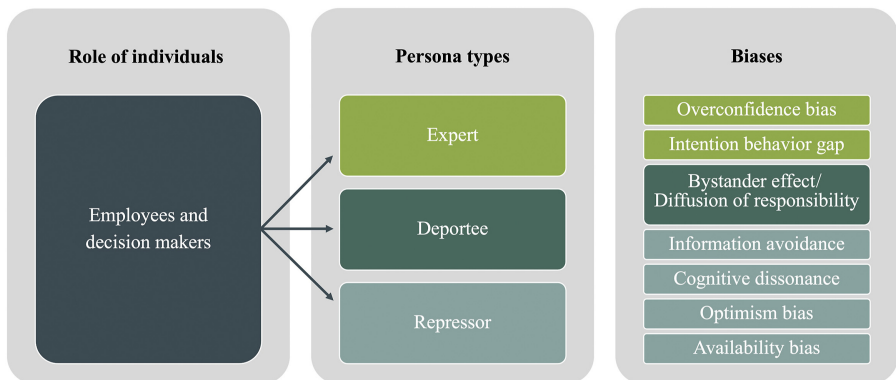 Role of individuals
Employees and
decision makers
Persona types
Expert
Deportee
Repressor
Biases
Overconfidence bias
Intention behavior gap
Bystander effect/
Diffusion of responsibility
Information avoidance
Cognitive dissonance
Optimism bias
Availability bias